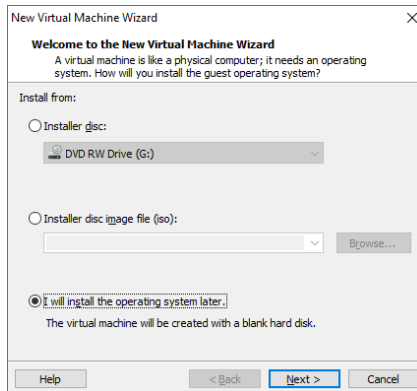 New Virtual Machine Wizard
Welcome to the New Virtual Machine Wizard
A virtual machine is like a physical computer; it needs an operating
system. How will you install the guest operating system?
Install from:
Installer disc:
DVD RW Drive (G:)
Installer disc image file (iso):
Browse...
I will install the operating system later.
The virtual machine will be created with a blank hard disk.
Help
< Back
Next >
Cancel